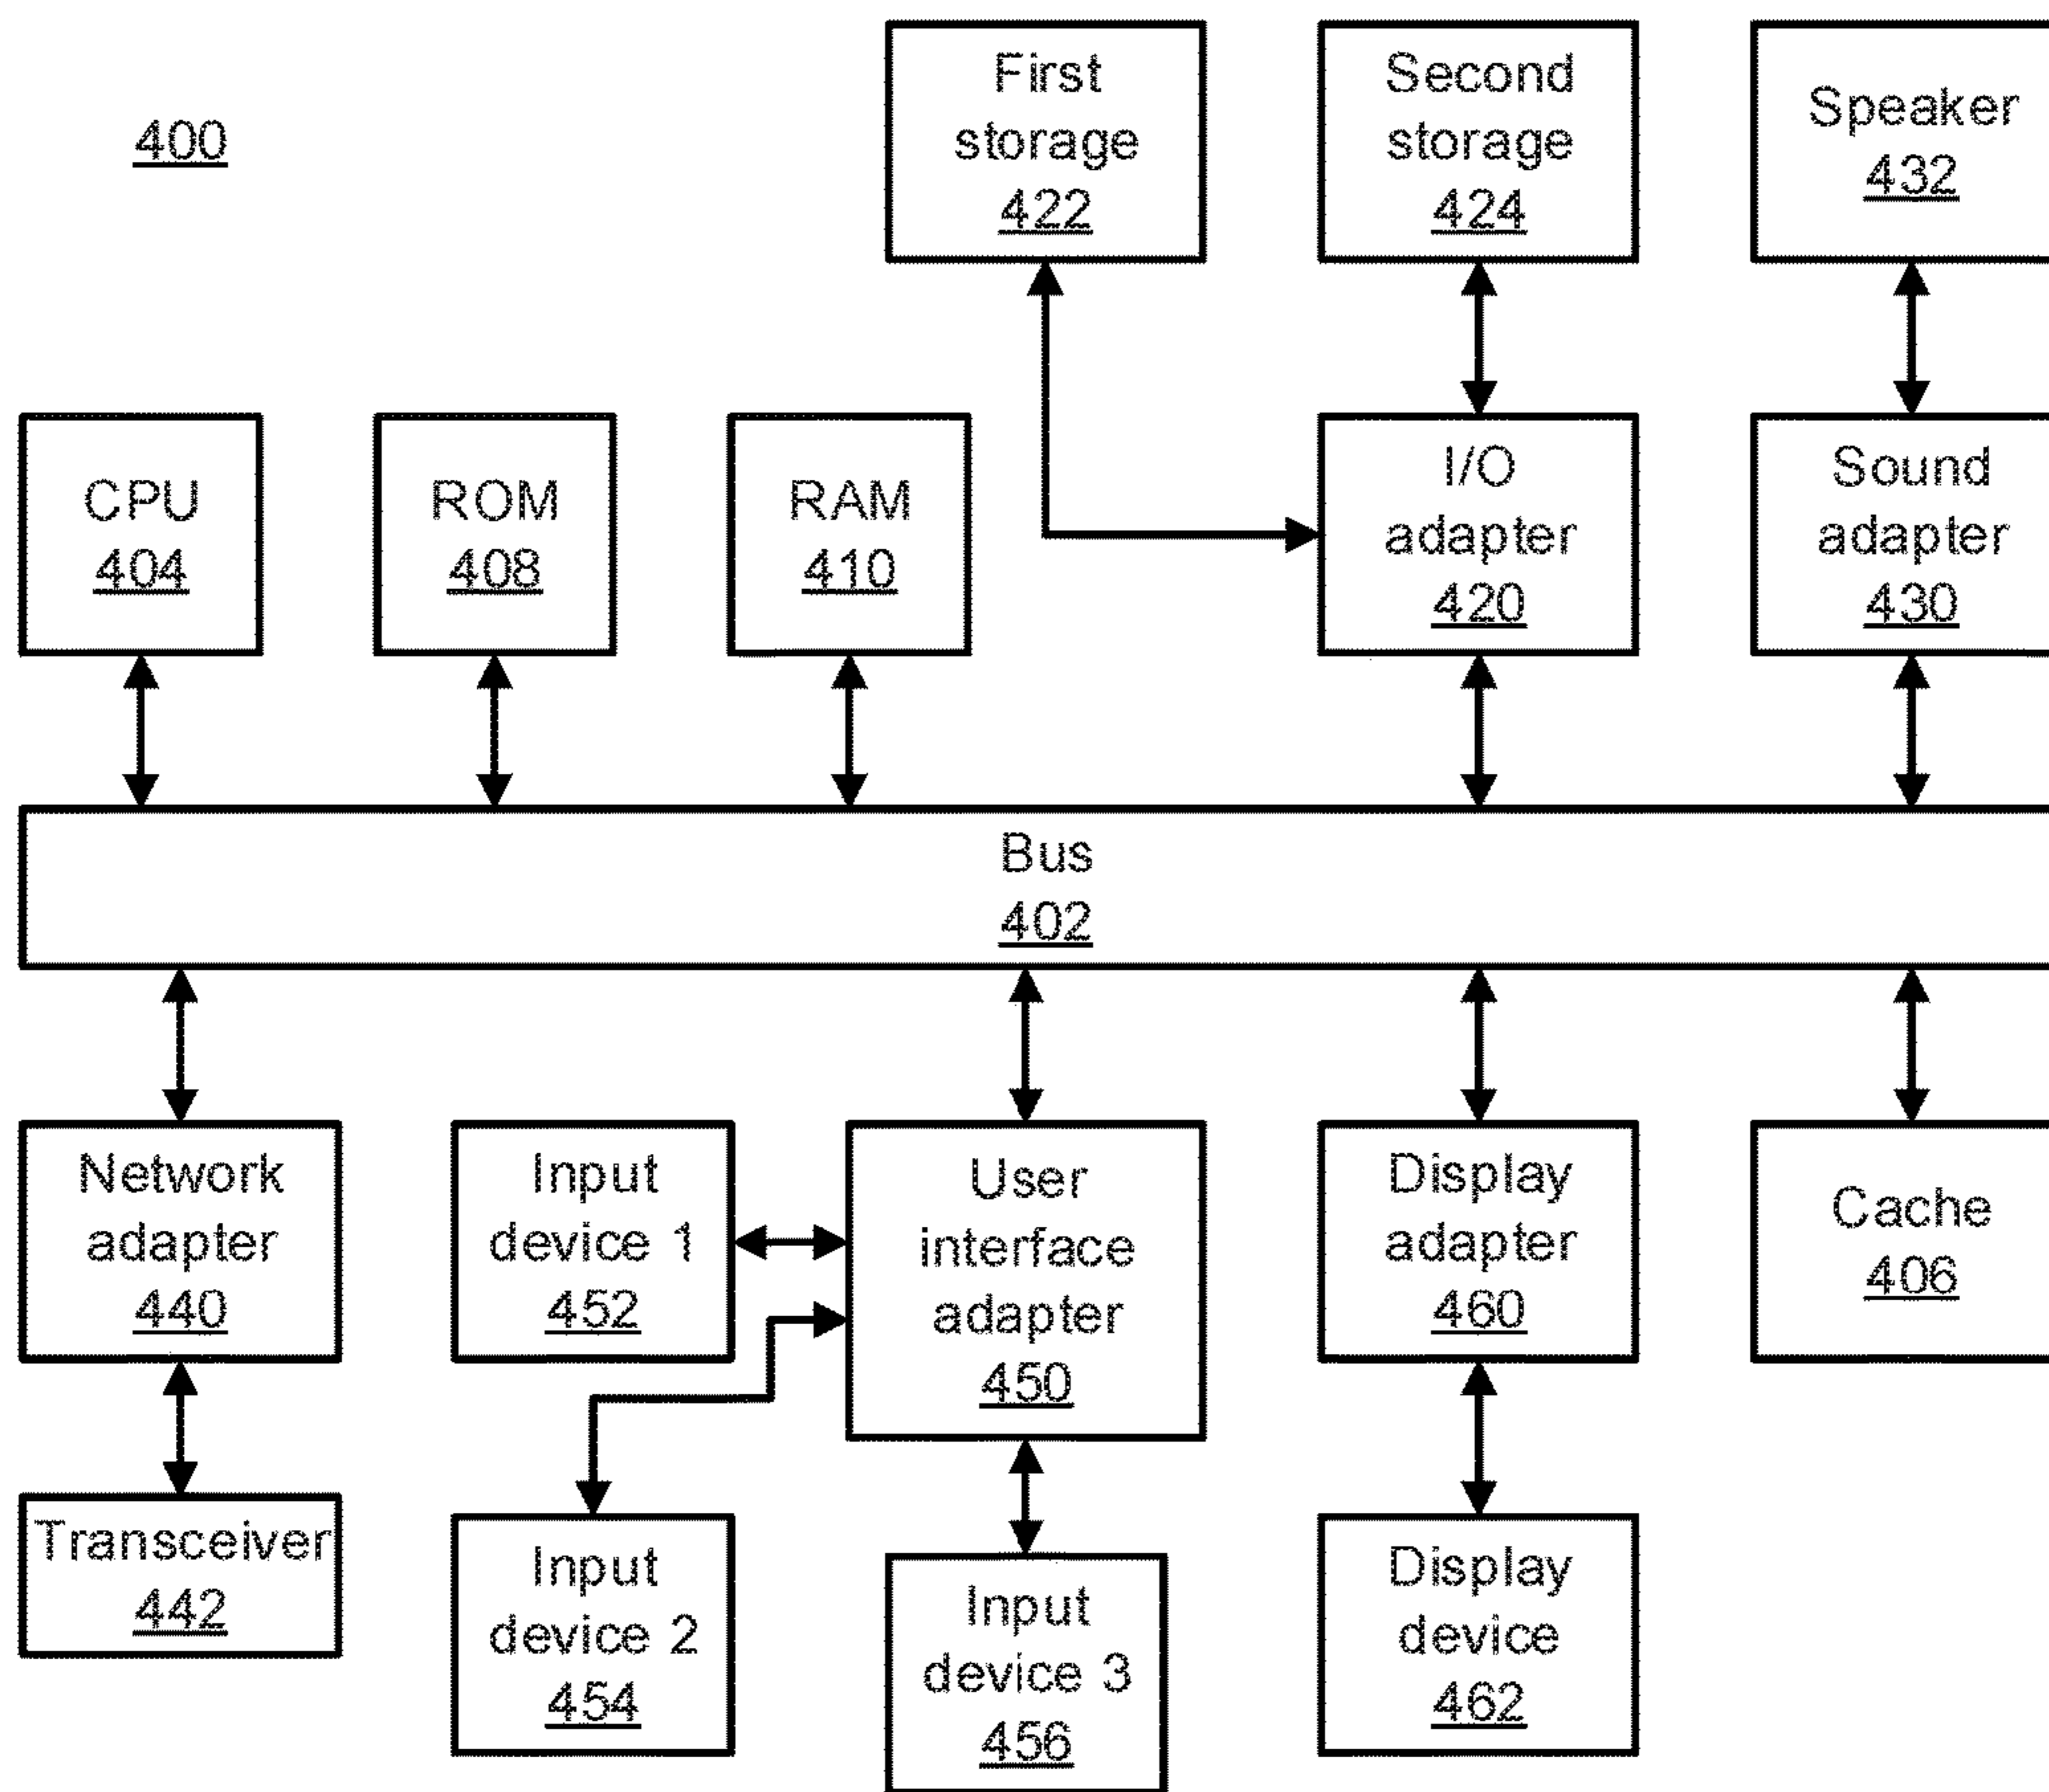 400
First
storage
422
Second
storage
424
Speaker
432
CPU
404
ROM
408
RAM
410
I/O
adapter
420
Sound
adapter
430
Bus
402
Network
adapter
440
Input
device 1
452
User
interface
adapter
450
Display
adapter
460
Cache
406
Transceiver
442
Input
device 2
454
Input
device 3
456
Display
device
462